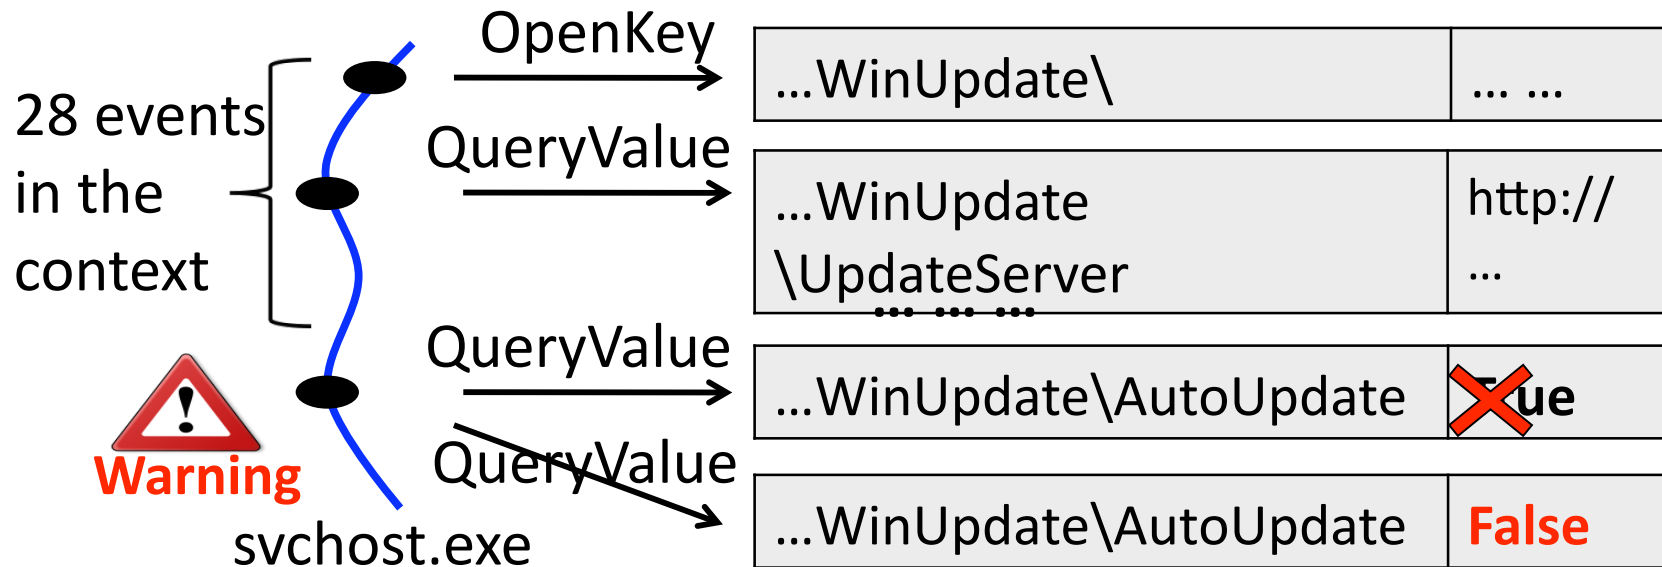 OpenKey
...WinUpdate\
... ...
28 events
in the
context
QueryValue
...WinUpdate
\UpdateServer
http://
...
... ... ...
QueryValue
...WinUpdate\AutoUpdate
True
Warning
QueryValue
...WinUpdate\AutoUpdate
False
svchost.exe